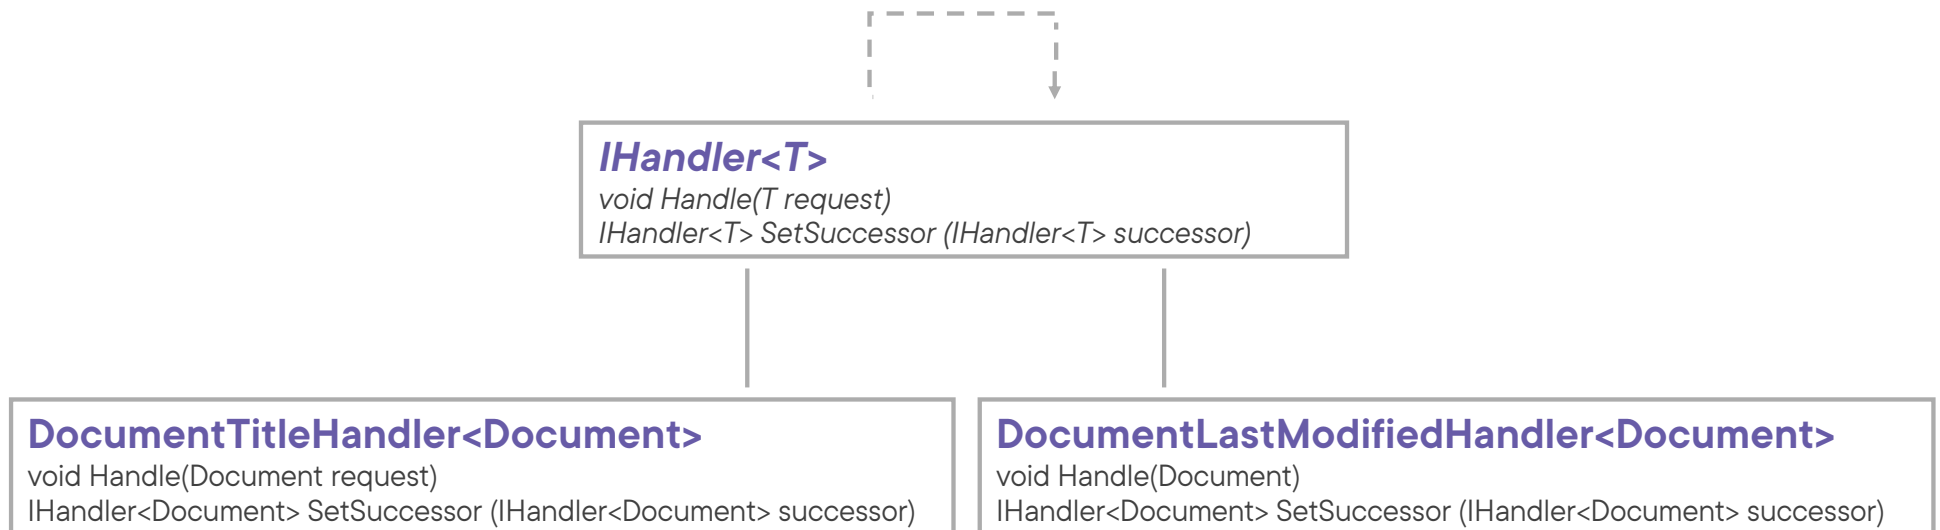 IHandler<T>
void Handle(T request)
IHandler<T> SetSuccessor (IHandler<T> successor)
DocumentTitleHandler<Document>
void Handle(Document request)
IHandler<Document> SetSuccessor (IHandler<Document> successor)
DocumentLastModifiedHandler<Document>
void Handle(Document)
IHandler<Document> SetSuccessor (IHandler<Document> successor)